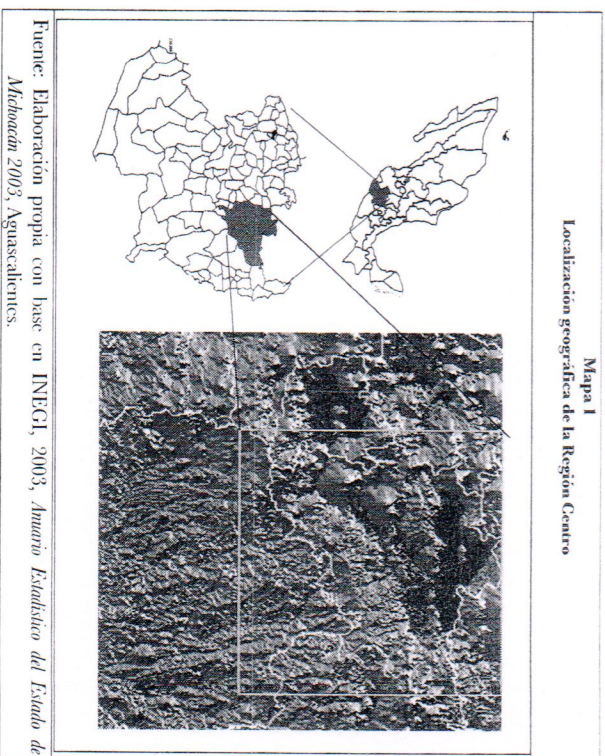 Mapa 1
Localización geográfica de la Región Centro
Fuente: Elaboración propia con base en INEGI, 2003, Anuario Estadístico del Estado de
Michoacán 2003, Aguascalientes.